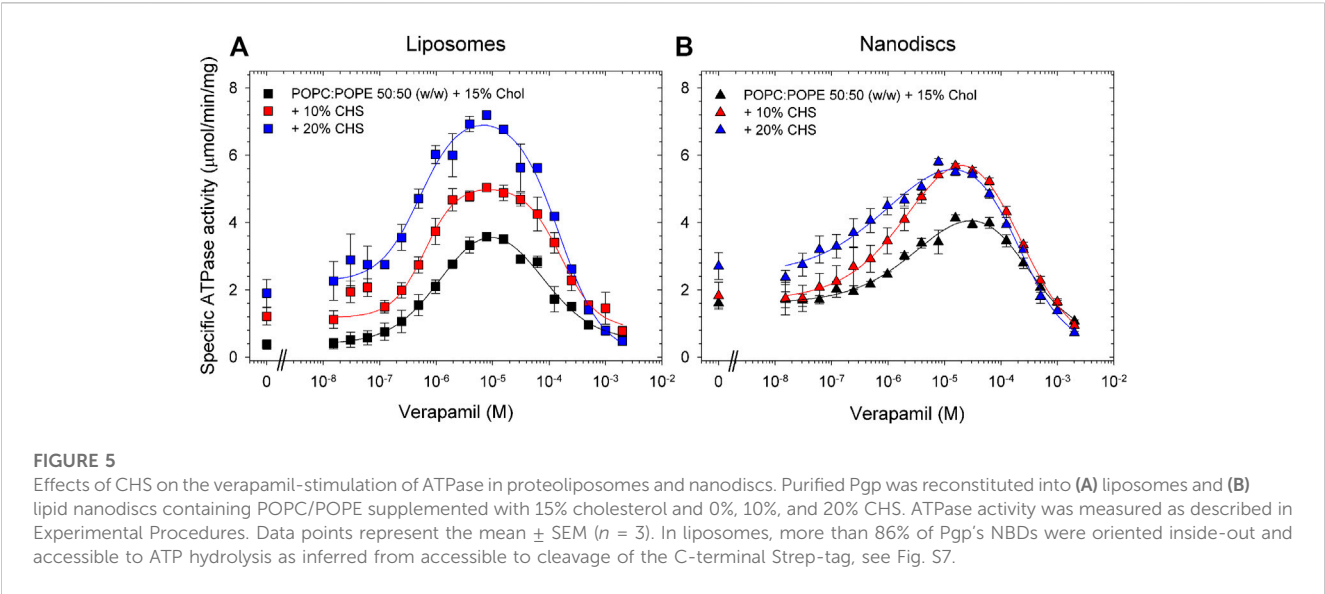 A
Liposomes
Specific ATPase activity (µmol/min/mg)
8
6
4
2
0
POPC:POPE 50:50 (w/w) + 15% Chol
+ 10% CHS
+ 20% CHS
0
10-8
10-7
10-6
10-5
10-4
10-3
10-2
Verapamil (M)
B
Nanodiscs
8
6
4
2
0
POPC:POPE 50:50 (w/w) + 15% Chol
+ 10% CHS
+ 20% CHS
0
10-8
10-7
10-6
10-5
10-4
10-3
10-2
Verapamil (M)
FIGURE 5
Effects of CHS on the verapamil-stimulation of ATPase in proteoliposomes and nanodiscs. Purified Pgp was reconstituted into (A) liposomes and (B)
lipid nanodiscs containing POPC/POPE supplemented with 15% cholesterol and 0%, 10%, and 20% CHS. ATPase activity was measured as described in
Experimental Procedures. Data points represent the mean ± SEM (n = 3). In liposomes, more than 86% of Pgp’s NBDs were oriented inside-out and
accessible to ATP hydrolysis as inferred from accessible to cleavage of the C-terminal Strep-tag, see Fig. S7.